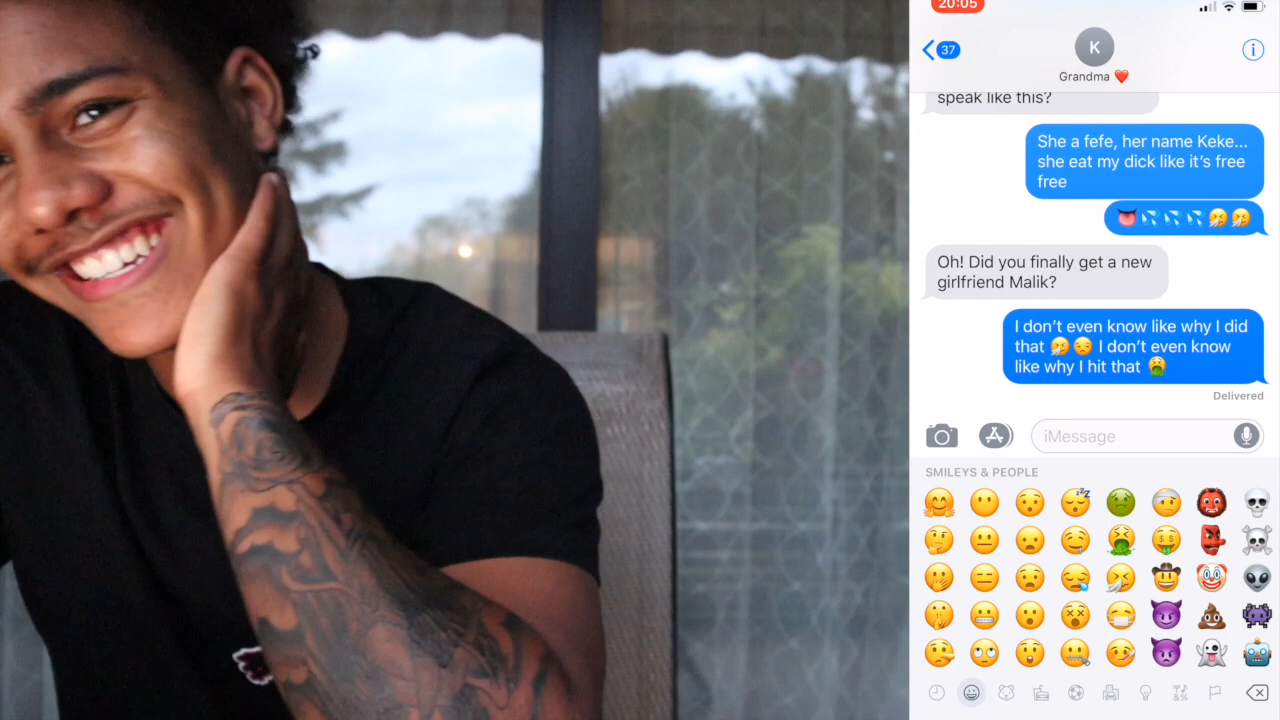 20:05
37
K
Grandma ❤️
speak like this?
She a fefe, her name Keke...
she eat my dick like it’s free
free
👅💦💦💦🤧🤧
Oh! Did you finally get a new
girlfriend Malik?
I don’t even know like why I did
that 🤧😒 I don’t even know
like why I hit that 🤮
Delivered
iMessage
SMILEYS & PEOPLE